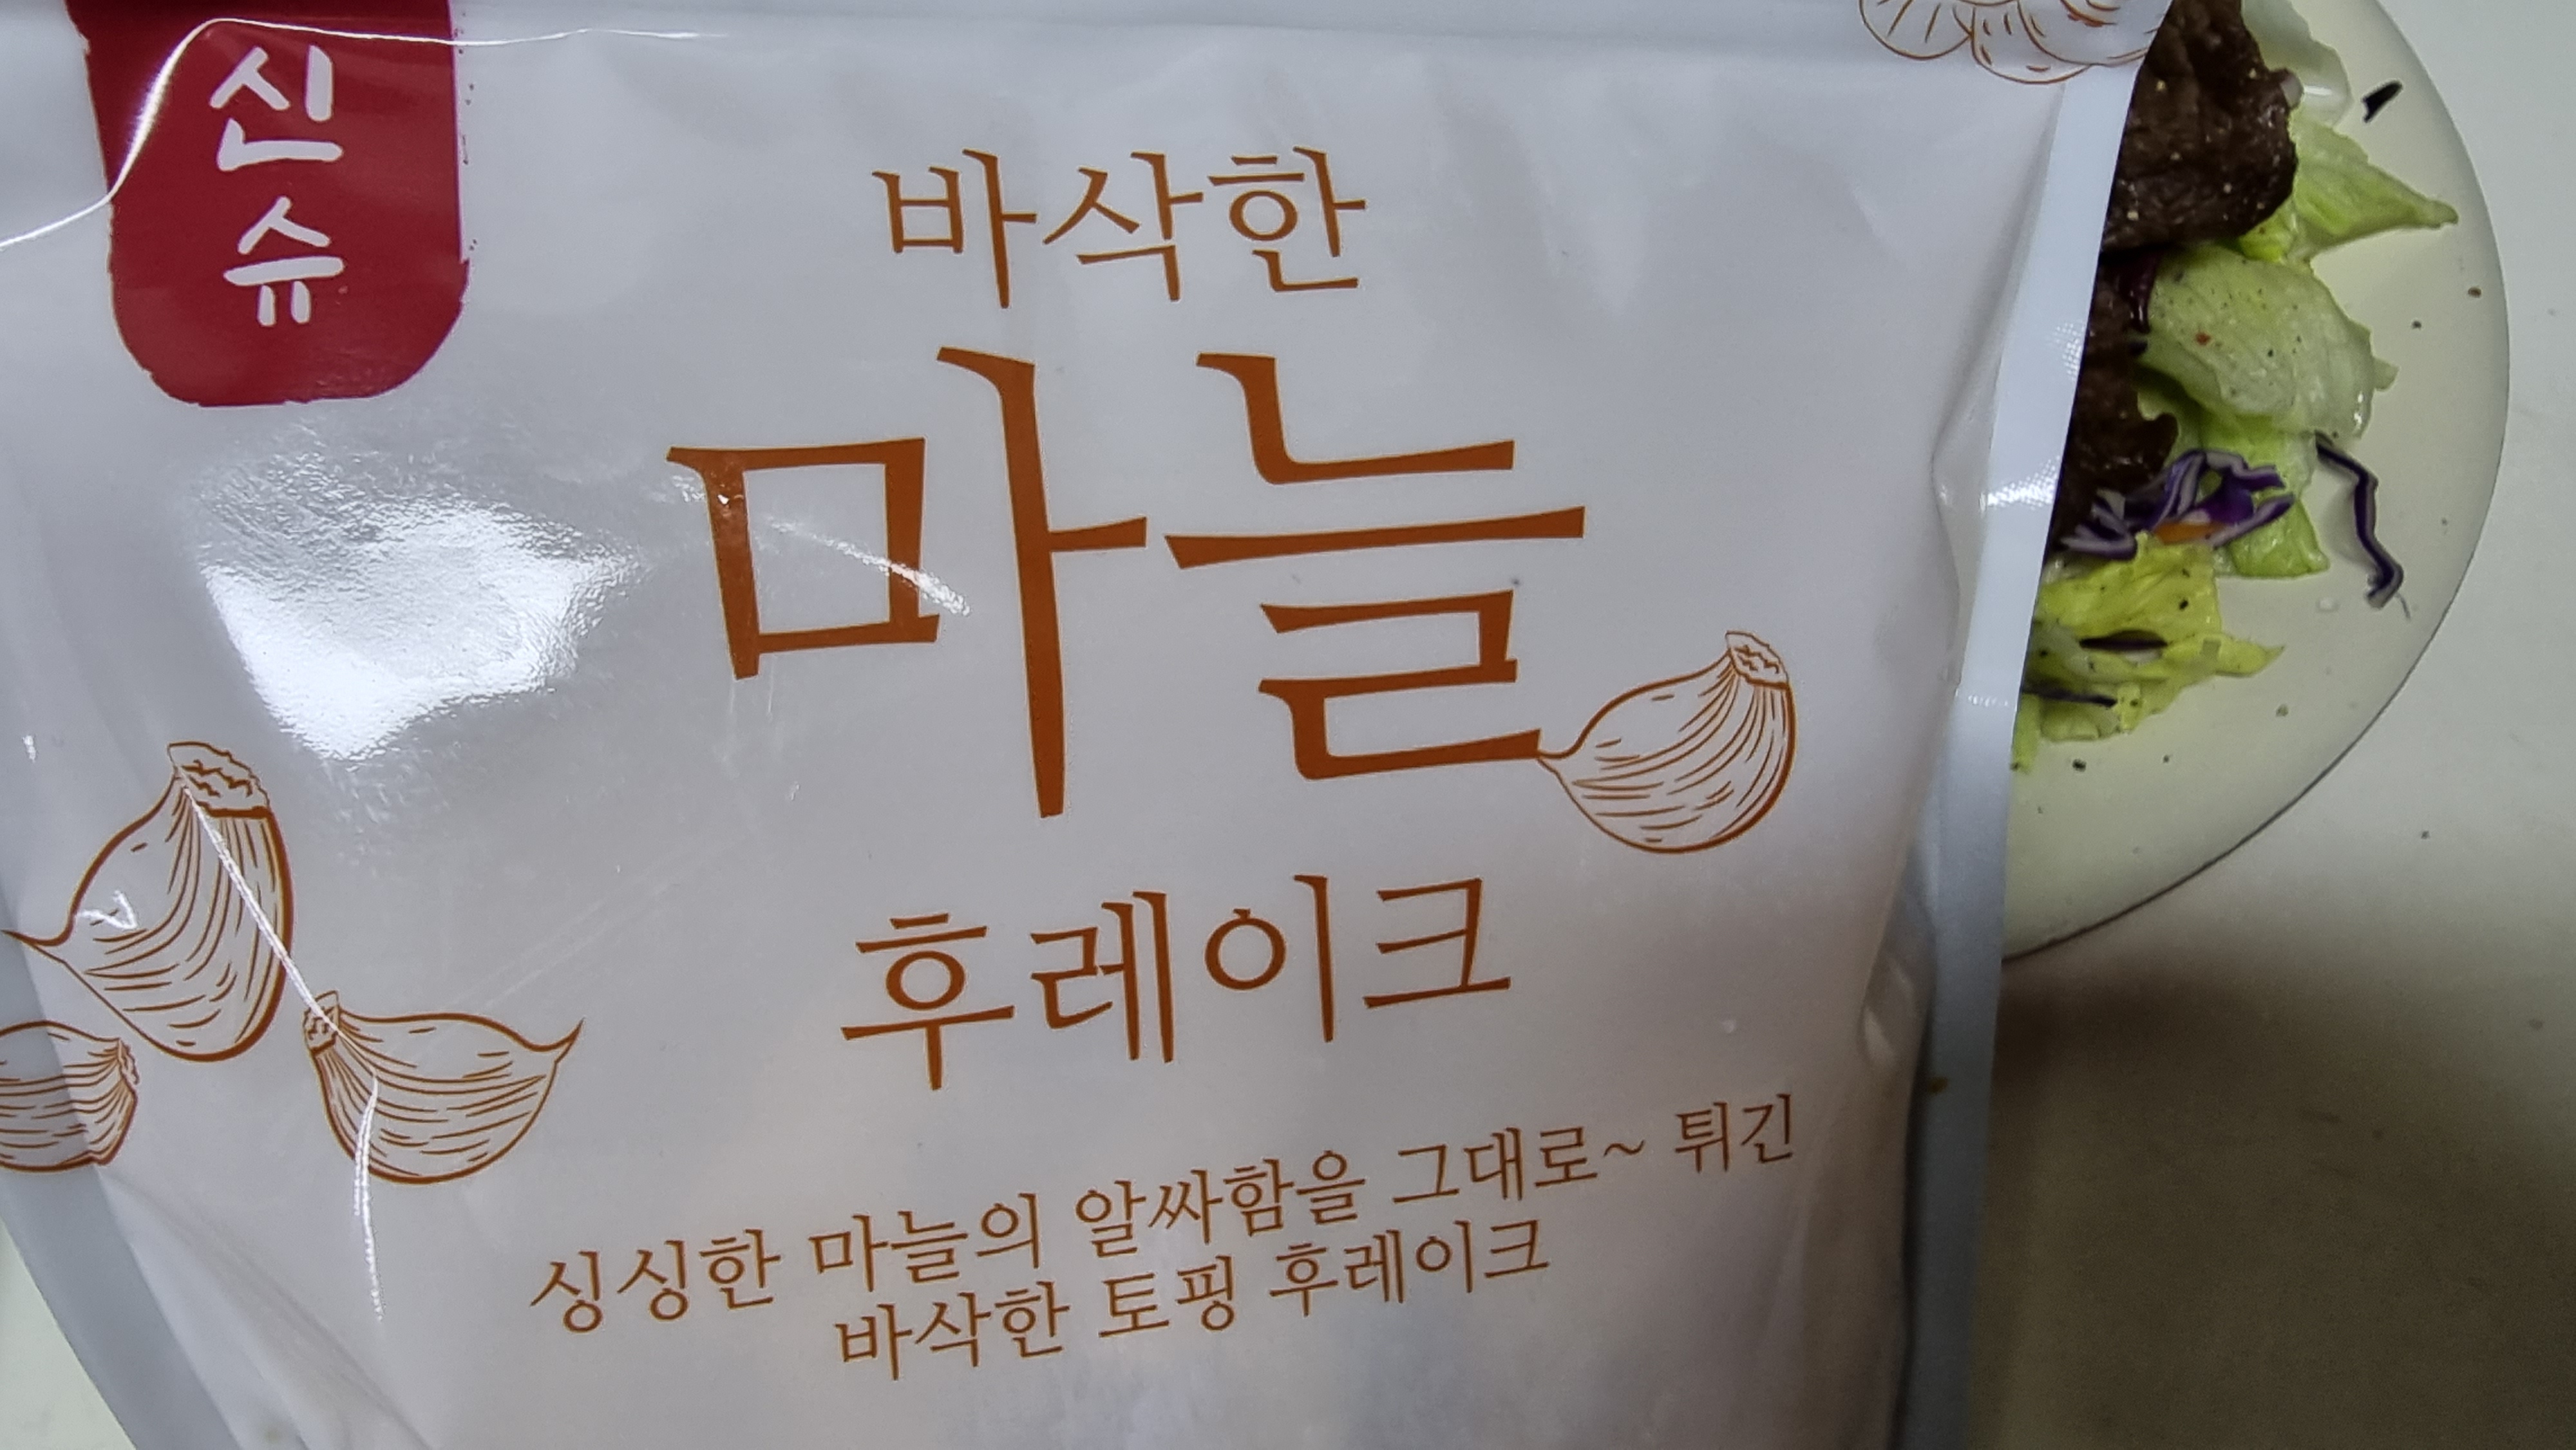 신
슈
바삭한
마늘
후레이크
싱싱한 마늘의 알싸함을 그대로~ 튀긴
바삭한 토핑 후레이크